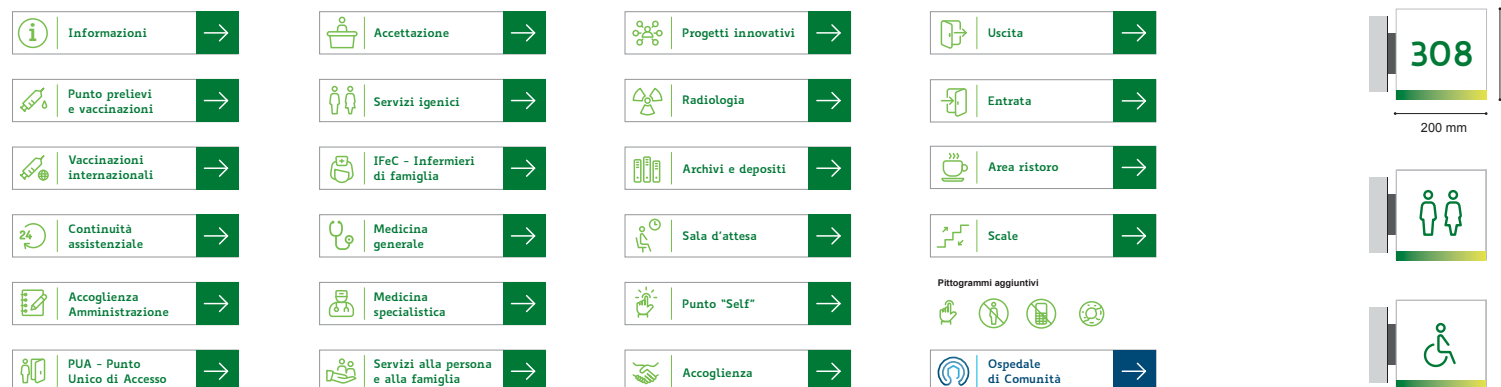 Informazioni
Punto prelievi
e vaccinazioni
Vaccinazioni
internazionali
24
Continuità
assistenziale
Accoglienza
Amministrazione
PUA - Punto
Unico di Accesso
Accettazione
Servizi igenici
IFeC - Infermieri
di famiglia
Medicina
generale
Medicina
specialistica
Servizi alla persona
e alla famiglia
Progetti innovativi
Radiologia
Archivi e depositi
Sala d'attesa
Punto "Self"
Accoglienza
Uscita
Entrata
Area ristoro
Scale
Pittogrammi aggiuntivi
Ospedale
di Comunità
308
200 mm